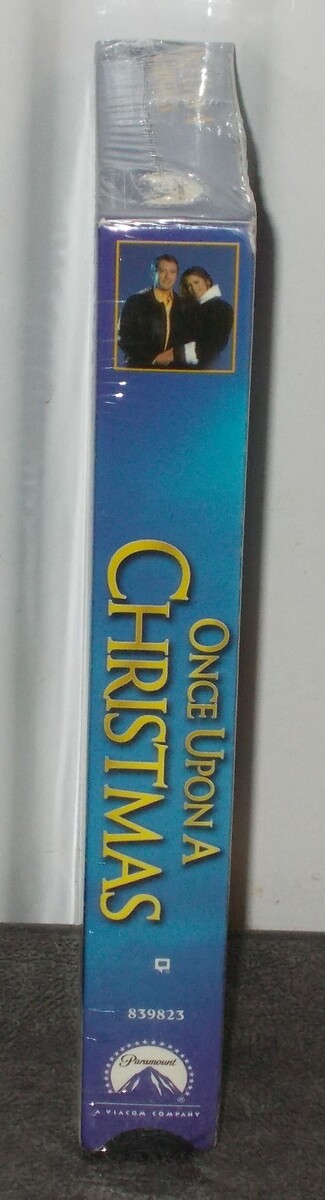 ONCE UPON A
CHRISTMAS
839823
Paramount
®
A VIACOM COMPANY